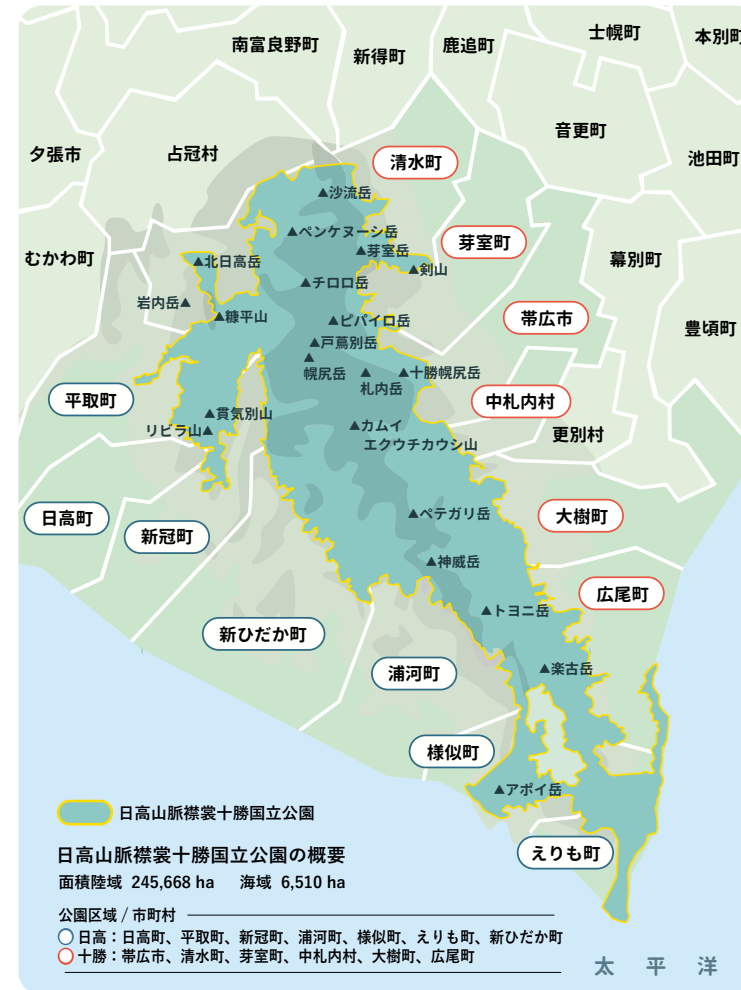 南富良野町
新得町
鹿追町
士幌町
本別町
音更町
夕張市
占冠村
清水町
池田町
▲沙流岳
▲ペンケヌーシ岳
芽室町
むかわ町
▲芽室岳
幕別町
▲北日高岳
▲剣山
▲チロロ岳
岩内岳▲
▲糠平山
▲ピパイロ岳
帯広市
豊頃町
▲戸蔦別岳
▲
幌尻岳
▲
札内岳
▲十勝幌尻岳
平取町
中札内村
▲貫気別山
リビラ山▲
▲カムイ
エクウチカウシ山
更別村
▲ペテガリ岳
大樹町
日高町
新冠町
▲神威岳
広尾町
▲トヨニ岳
新ひだか町
浦河町
▲楽古岳
様似町
▲アポイ岳
日高山脈襟裳十勝国立公園
えりも町
日高山脈襟裳十勝国立公園の概要
面積陸域 245,668 ha 海域 6,510 ha
公園区域 / 市町村
日高：日高町、平取町、新冠町、浦河町、様似町、えりも町、新ひだか町
十勝：帯広市、清水町、芽室町、中札内村、大樹町、広尾町
太平洋